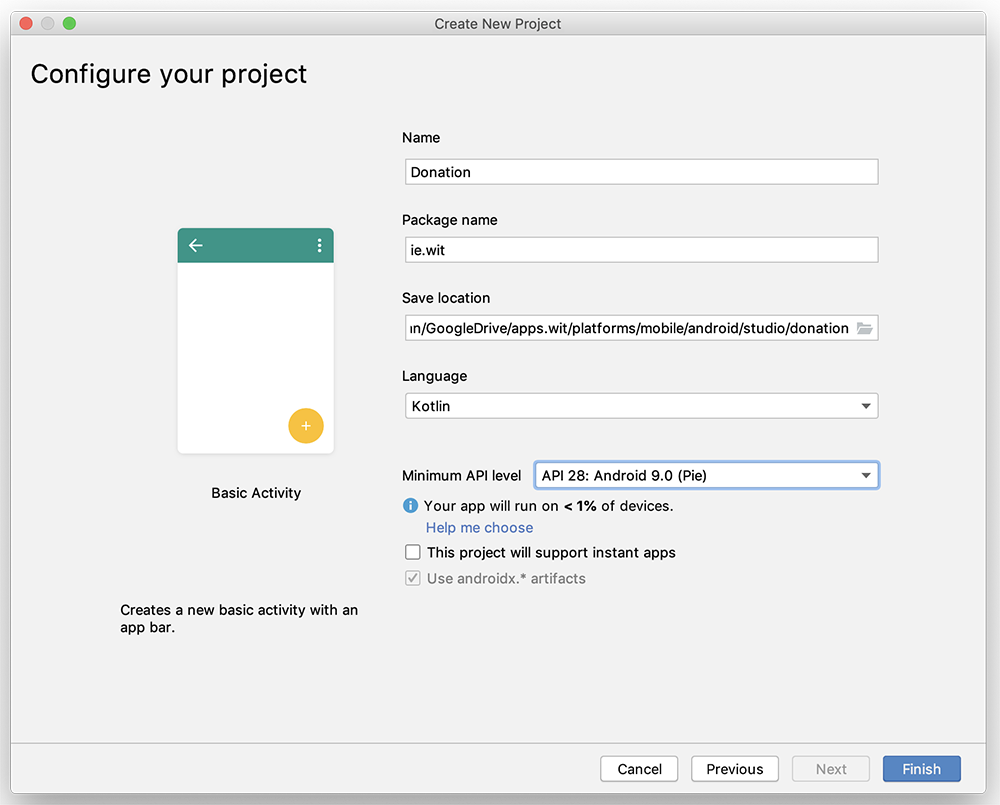 Create New Project
Configure your project
Name
Donation
Package name
ie.wit
Save location
/GoogleDrive/apps.wit/platforms/mobile/android/studio/donation
Language
Kotlin
Minimum API level API 28: Android 9.0 (Pie)
Your app will run on < 1% of devices.
Help me choose
This project will support instant apps
Use androidx.* artifacts
Basic Activity
Creates a new basic activity with an
app bar.
Cancel Previous Next Finish